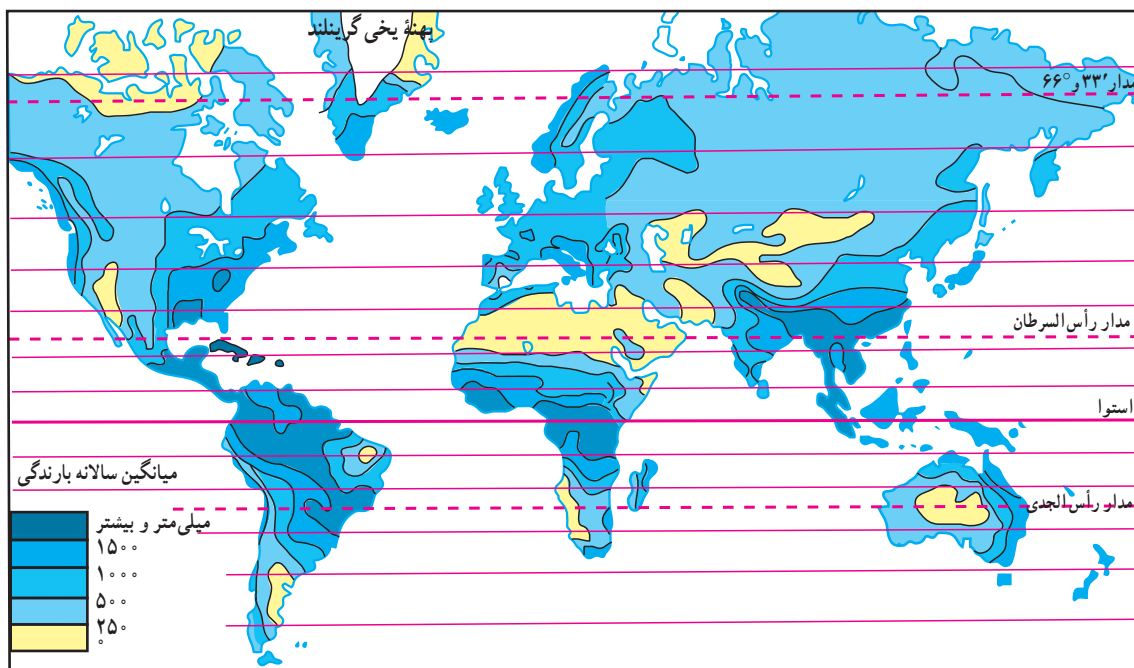 پهنهٔ یخی گرینلند
مدار ۳۳′ و ۶۶°
مدار رأس السرطان
استوا
میانگین سالانه بارندگی
مدار رأس الجدی
میلی‌متر و بیشتر
۱۵۰۰
۱۰۰۰
۵۰۰
۲۵۰
۰